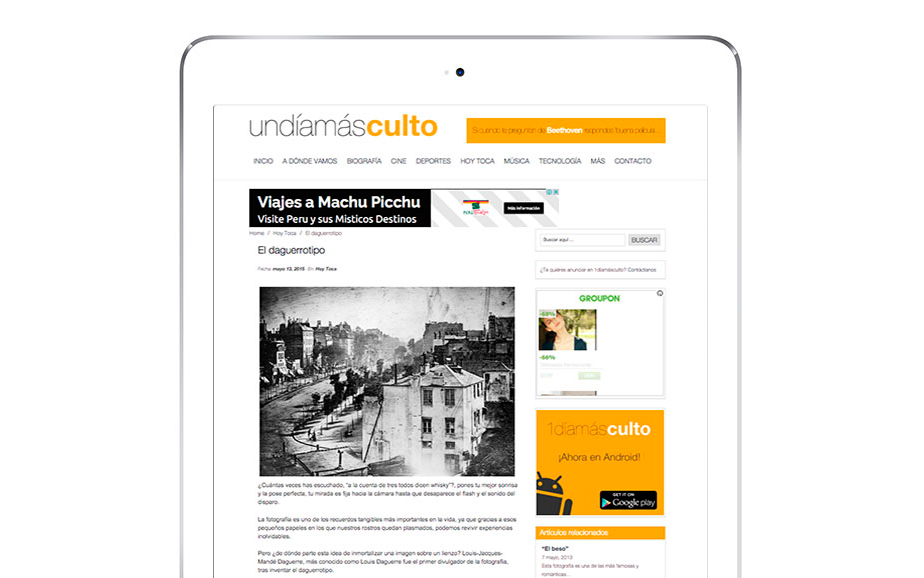 undíamásculto
Si cuando te preguntan de Beethoven respondes: buena película
INICIO A DÓNDE VAMOS BIOGRAFÍA CINE DEPORTES HOY TOCA MÚSICA TECNOLOGÍA MÁS CONTACTO
Viajes a Machu Picchu
Visite Peru y sus Misticos Destinos
Más información
Home // Hoy Toca // El daguerrotipo
El daguerrotipo
Fecha: mayo 13, 2015 En: Hoy Toca
¿Cuántas veces has escuchado, "a la cuenta de tres todos dicen whisky"?, pones tu mejor sonrisa
y la pose perfecta, tu mirada es fija hacia la cámara hasta que desaparece el flash y el sonido del
disparo.
La fotografía es uno de los recuerdos tangibles más importantes en la vida, ya que gracias a esos
pequeños papeles en los que nuestros rostros quedan plasmados, podemos revivir experiencias
inolvidables.
Pero ¿de dónde parte esta idea de inmortalizar una imagen sobre un lienzo? Louis-Jacques-
Mandé Daguerre, más conocido como Louis Daguerre fue el primer divulgador de la fotografía,
tras inventar el daguerrotipo.
Buscar aquí ...
BUSCAR
¿Te quieres anunciar en 1díamásculto? Contáctanos
GROUPON
-68%
-66%
1díamásculto
¡Ahora en Android!
GET IT ON
Google play
Artículos relacionados
"El beso"
7 mayo, 2013
Esta fotografía es una de las más famosas y
románticas...